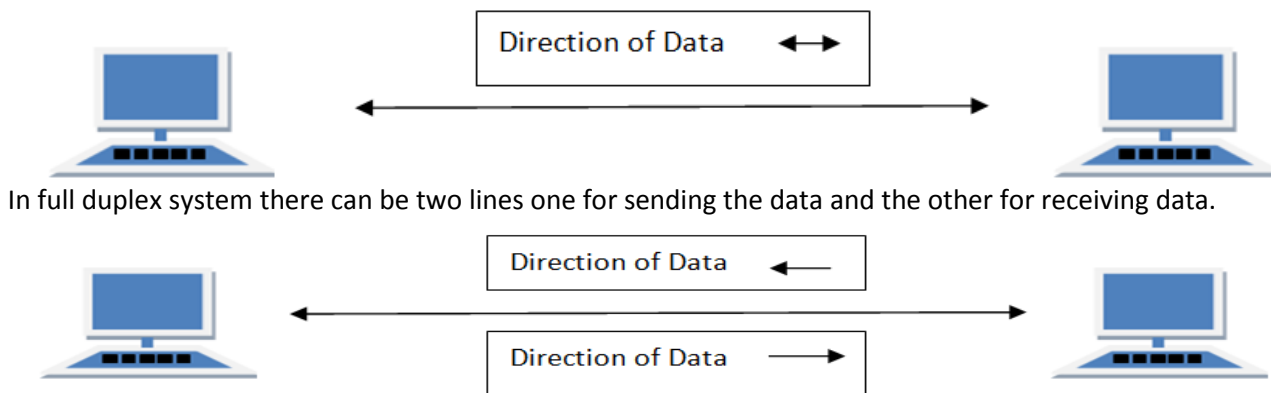 Direction of Data
In full duplex system there can be two lines one for sending the data and the other for receiving data.
Direction of Data
Direction of Data